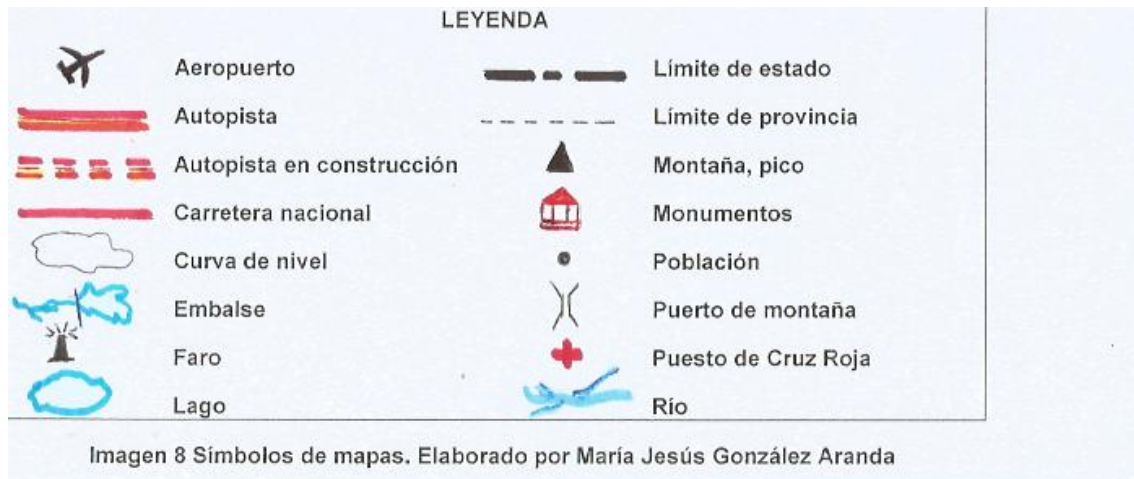 LEYENDA
Aeropuerto
Autopista
Autopista en construcción
Carretera nacional
Curva de nivel
Embalse
Faro
Lago
Límite de estado
Límite de provincia
Montaña, pico
Monumentos
Población
Puerto de montaña
Puesto de Cruz Roja
Río
Imagen 8 Símbolos de mapas. Elaborado por María Jesús González Aranda